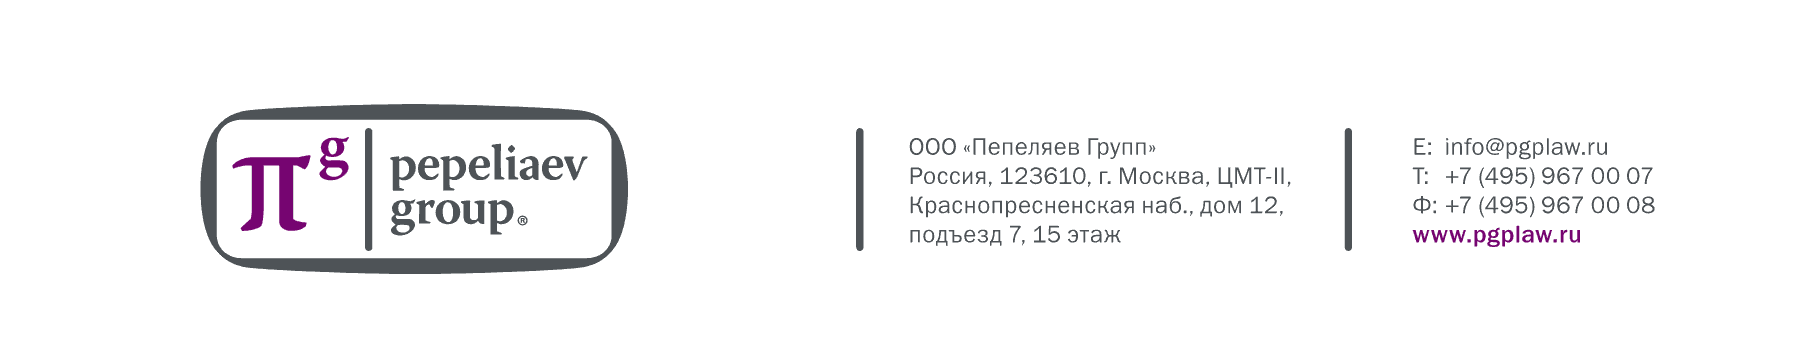 πg
pepeliaev
group®
ООО «Пепеляев Групп»
Россия, 123610, г. Москва, ЦМТ-II,
Краснопресненская наб., дом 12,
подъезд 7, 15 этаж
E: info@pgplaw.ru
Т: +7 (495) 967 00 07
Ф: +7 (495) 967 00 08
www.pgplaw.ru